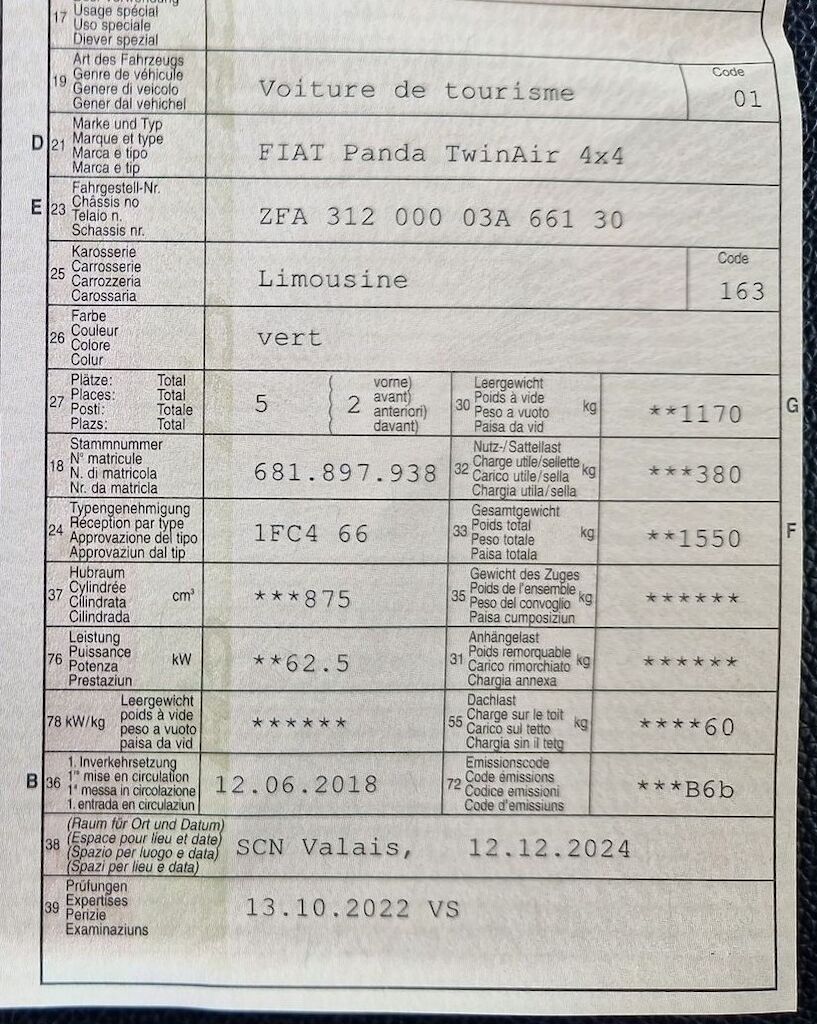 Usage spécial
17 Uso speciale
Diever spezial
Art des Fahrzeugs
19 Genre de véhicule
Genere di veicolo
Gener dal vehichel
Voiture de tourisme
Code
01
D 21 Marke und Typ
Marque et type
Marca e tipo
Marca e tip
FIAT Panda TwinAir 4x4
E 23 Fahrgestell-Nr.
Châssis no
Telaio n.
Schassis nr.
ZFA 312 000 03A 661 30
25 Karosserie
Carrosserie
Carrozzeria
Carossaria
Limousine
Code
163
26 Farbe
Couleur
Colore
Colur
vert
27 Plätze: Total
Places: Total
Posti: Totale
Plazs: Total
5 ( 2 vorne)
avant)
anteriori)
davant)
30 Leergewicht
Poids à vide
Peso a vuoto
Paisa da vid
kg
**1170 G
18 Stammnummer
N° matricule
N. di matricola
Nr. da matricla
681.897.938
32 Nutz-/Sattellast
Charge utile/sellette
Carico utile/sella
Chargia utila/sella
kg
***380
24 Typengenehmigung
Réception par type
Approvazione del tipo
Approvaziun dal tip
1FC4 66
33 Gesamtgewicht
Poids total
Peso totale
Paisa totala
kg
**1550 F
37 Hubraum
Cylindrée
Cilindrata
Cilindrada
cm³
***875
35 Gewicht des Zuges
Poids de l'ensemble
Peso del convoglio
Paisa cumposiziun
kg
******
76 Leistung
Puissance
Potenza
Prestaziun
kW
**62.5
31 Anhängelast
Poids remorquable
Carico rimorchiato
Chargia annexa
kg
******
78 kW/kg Leergewicht
poids à vide
peso a vuoto
paisa da vid
******
55 Dachlast
Charge sur le toit
Carico sul tetto
Chargia sin il tetg
kg
****60
B 36 1. Inverkehrsetzung
1re mise en circulation
1a messa in circolazione
1. entrada en circulaziun
12.06.2018
72 Emissionscode
Code émissions
Codice emissioni
Code d'emissiuns
***B6b
38 (Raum für Ort und Datum)
(Espace pour lieu et date)
(Spazio per luogo e data)
(Spazi per lieu e data)
SCN Valais, 12.12.2024
39 Prüfungen
Expertises
Perizie
Examinaziuns
13.10.2022 VS